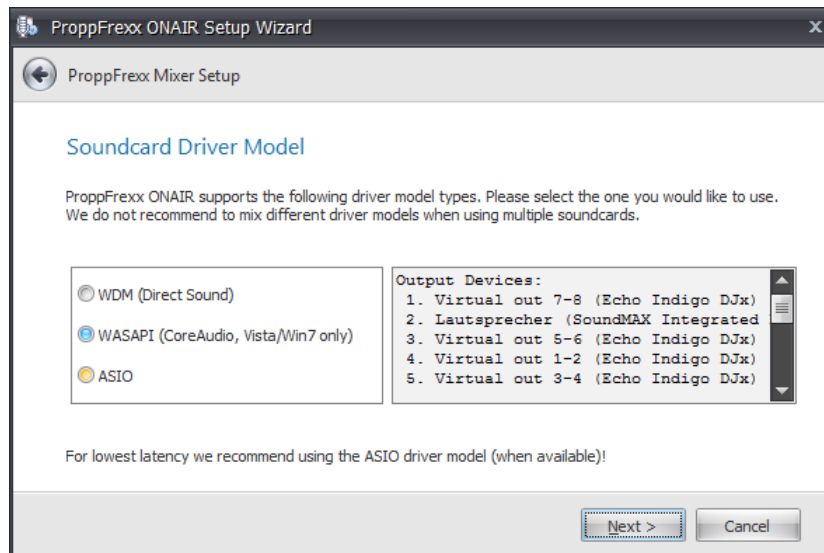 ProppFrexx ONAIR Setup Wizard
x
ProppFrexx Mixer Setup
Soundcard Driver Model
ProppFrexx ONAIR supports the following driver model types. Please select the one you would like to use.
We do not recommend to mix different driver models when using multiple soundcards.
WDM (Direct Sound)
WASAPI (CoreAudio, Vista/Win7 only)
ASIO
Output Devices:
1. Virtual out 7-8 (Echo Indigo DJx)
2. Lautsprecher (SoundMAX Integrated
3. Virtual out 5-6 (Echo Indigo DJx)
4. Virtual out 1-2 (Echo Indigo DJx)
5. Virtual out 3-4 (Echo Indigo DJx)
For lowest latency we recommend using the ASIO driver model (when available)!
Next >
Cancel